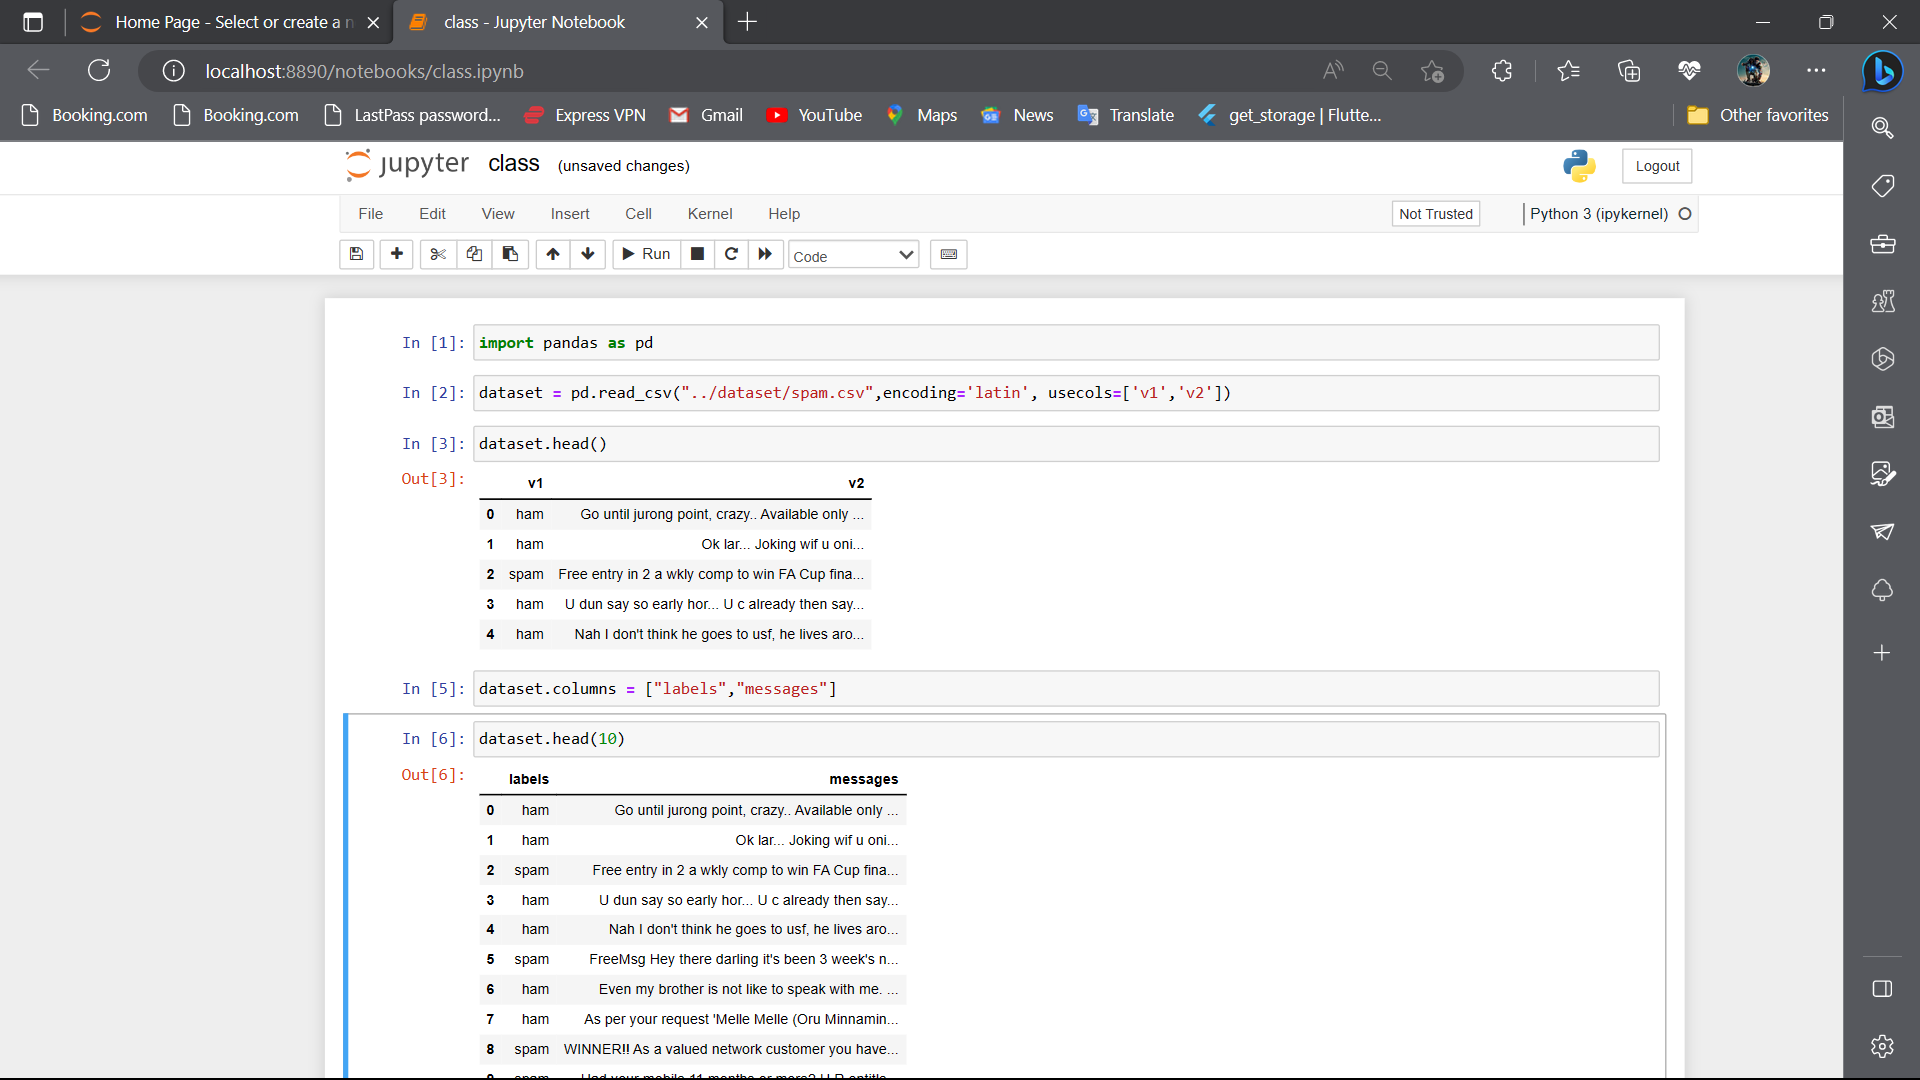 Home Page - Select or create a n
class - Jupyter Notebook
localhost:8890/notebooks/class.ipynb
Booking.com Booking.com LastPass password... Express VPN Gmail YouTube Maps News Translate get_storage | Flutte... Other favorites
jupyter class (unsaved changes) Logout
File Edit View Insert Cell Kernel Help Not Trusted Python 3 (ipykernel)
Run Code
In [1]: import pandas as pd
In [2]: dataset = pd.read_csv("../dataset/spam.csv",encoding='latin', usecols=['v1','v2'])
In [3]: dataset.head()
Out[3]: v1 v2
0 ham Go until jurong point, crazy.. Available only ...
1 ham Ok lar... Joking wif u oni...
2 spam Free entry in 2 a wkly comp to win FA Cup fina...
3 ham U dun say so early hor... U c already then say...
4 ham Nah I don't think he goes to usf, he lives aro...
In [5]: dataset.columns = ["labels","messages"]
In [6]: dataset.head(10)
Out[6]: labels messages
0 ham Go until jurong point, crazy.. Available only ...
1 ham Ok lar... Joking wif u oni...
2 spam Free entry in 2 a wkly comp to win FA Cup fina...
3 ham U dun say so early hor... U c already then say...
4 ham Nah I don't think he goes to usf, he lives aro...
5 spam FreeMsg Hey there darling it's been 3 week's n...
6 ham Even my brother is not like to speak with me. ...
7 ham As per your request 'Melle Melle (Oru Minnamin...
8 spam WINNER!! As a valued network customer you have...